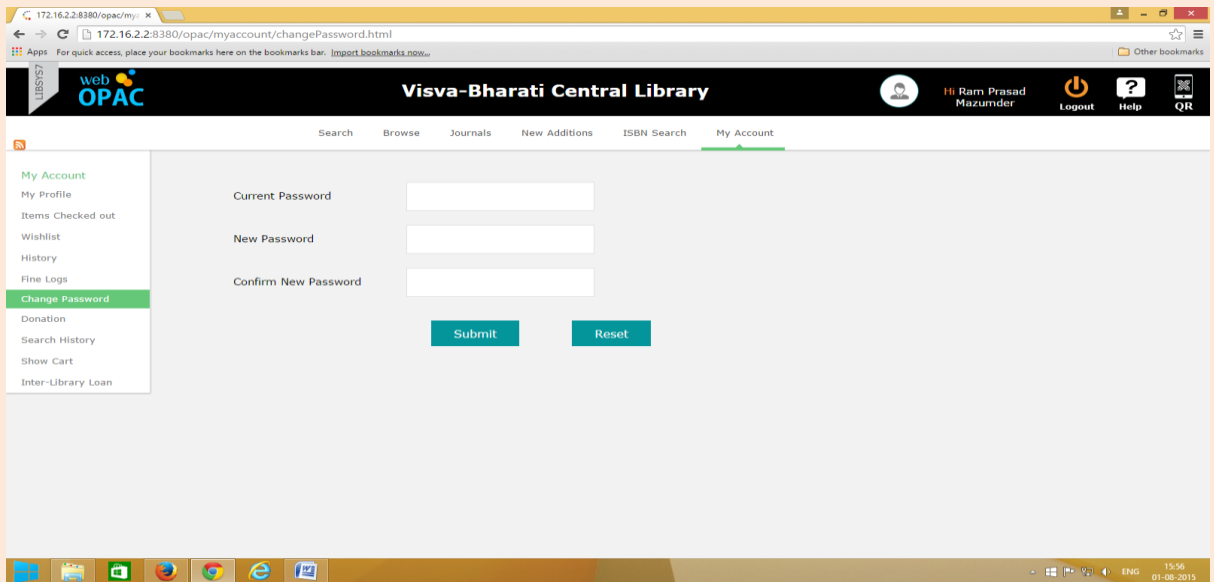 172.16.2.2:8380/opac/my
172.16.2.2:8380/opac/myaccount/changePassword.html
Apps For quick access, place your bookmarks here on the bookmarks bar. Import bookmarks now... Other bookmarks
LIBSYS7
web
OPAC
Visva-Bharati Central Library
Hi Ram Prasad
Mazumder
Logout
?
Help
QR
Search Browse Journals New Additions ISBN Search My Account
My Account
My Profile
Items Checked out
Wishlist
History
Fine Logs
Change Password
Donation
Search History
Show Cart
Inter-Library Loan
Current Password
New Password
Confirm New Password
Submit Reset
ENG
15:56
01-08-2015